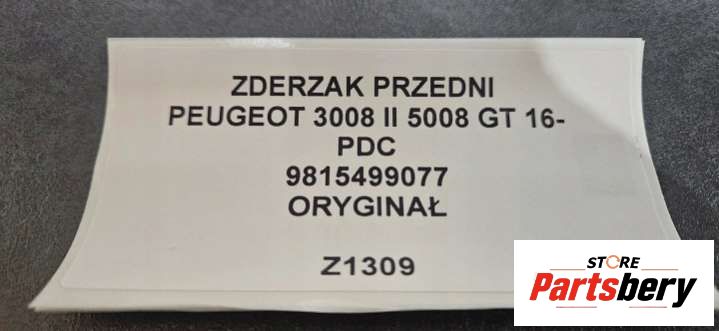 ZDERZAK PRZEDNI
PEUGEOT 3008 II 5008 GT 16-
PDC
9815499077
ORYGINAŁ
Z1309
STORE
Partsbery